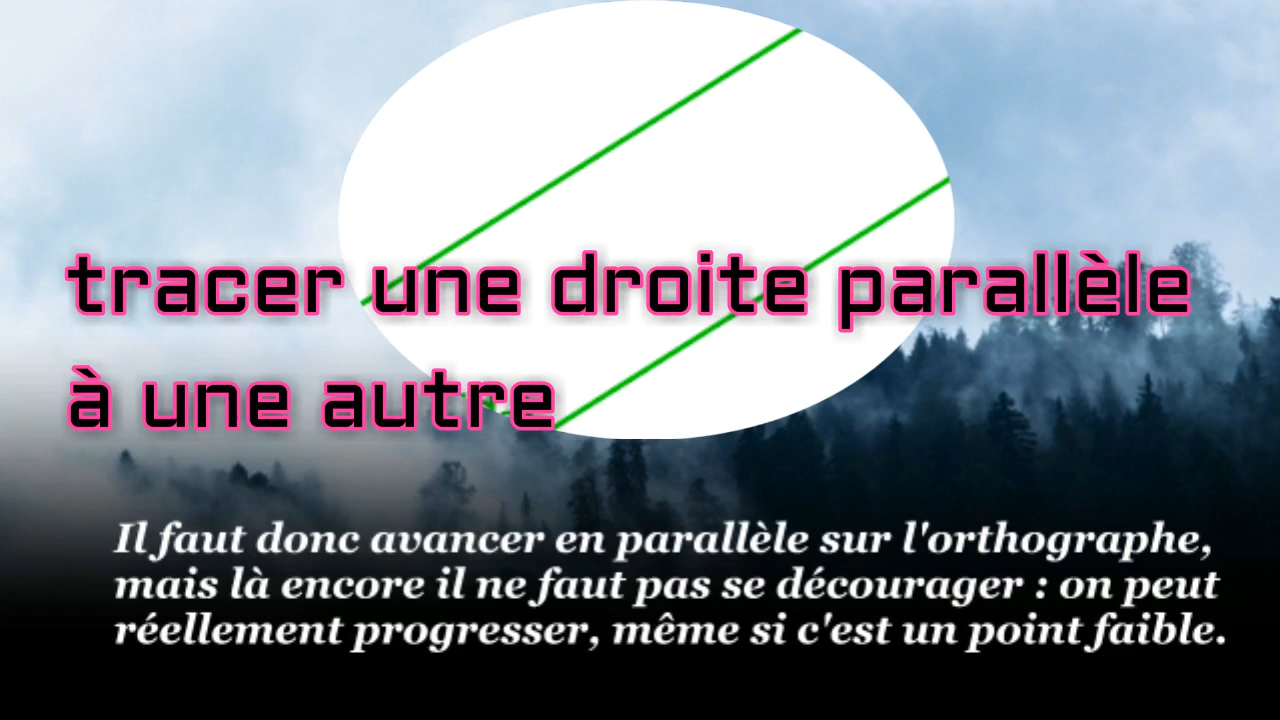 tracer une droite parallèle
à une autre
Il faut donc avancer en parallèle sur l'orthographe,
mais là encore il ne faut pas se décourager : on peut
réellement progresser, même si c'est un point faible.